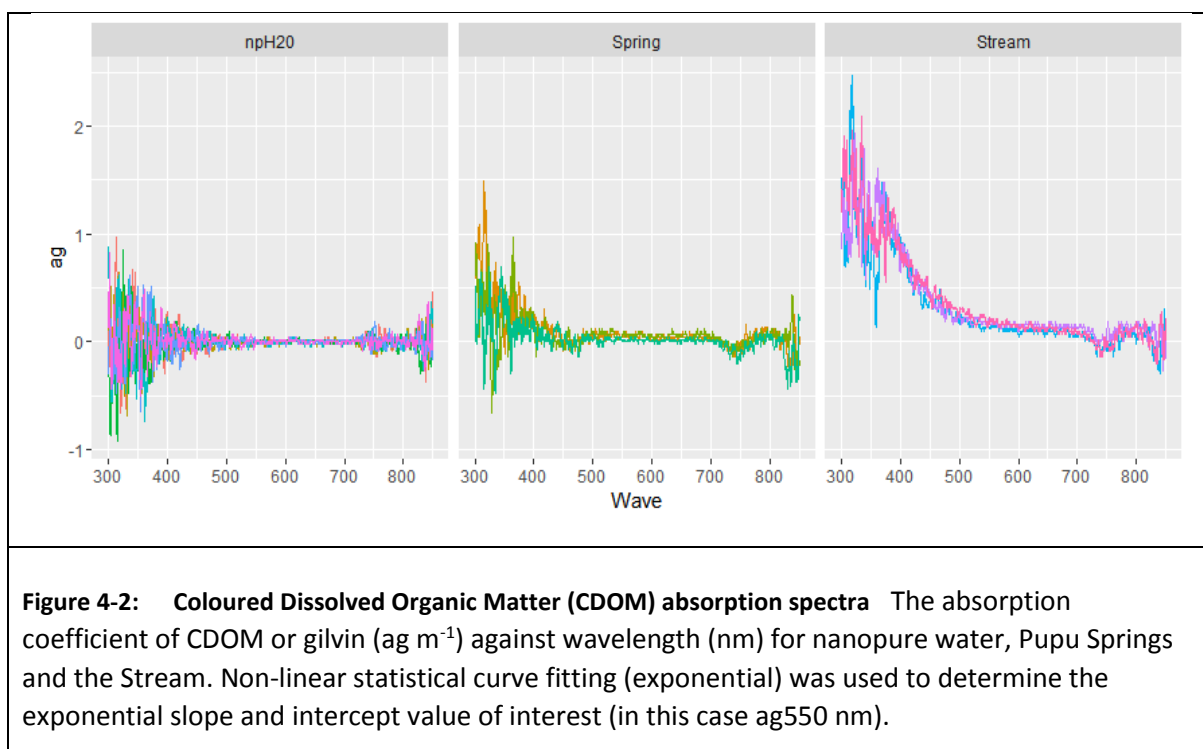 npH20 Spring Stream
2
1
0
-1
ag
300 400 500 600 700 800 300 400 500 600 700 800 300 400 500 600 700 800
Wave
Figure 4-2: Coloured Dissolved Organic Matter (CDOM) absorption spectra The absorption
coefficient of CDOM or gilvin (ag m⁻¹) against wavelength (nm) for nanopure water, Pupu Springs
and the Stream. Non-linear statistical curve fitting (exponential) was used to determine the
exponential slope and intercept value of interest (in this case ag550 nm).